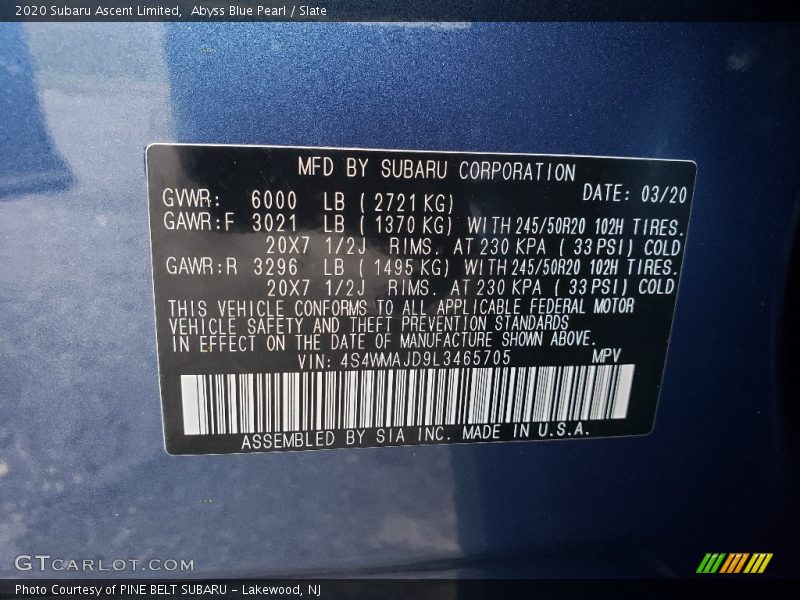 2020 Subaru Ascent Limited,  Abyss Blue Pearl / Slate
MFD BY SUBARU CORPORATION
DATE: 03/20
GVWR: 6000 LB ( 2721 KG)
GAWR:F 3021 LB ( 1370 KG) WITH 245/50R20 102H TIRES.
20X7 1/2J RIMS. AT 230 KPA ( 33 PSI) COLD
GAWR:R 3296 LB ( 1495 KG) WITH 245/50R20 102H TIRES.
20X7 1/2J RIMS. AT 230 KPA ( 33 PSI) COLD
THIS VEHICLE CONFORMS TO ALL APPLICABLE FEDERAL MOTOR
VEHICLE SAFETY AND THEFT PREVENTION STANDARDS
IN EFFECT ON THE DATE OF MANUFACTURE SHOWN ABOVE.
VIN: 4S4WMAJD9L3465705 MPV
ASSEMBLED BY SIA INC. MADE IN U.S.A.
GTCARLOT.COM
Photo Courtesy of PINE BELT SUBARU - Lakewood, NJ